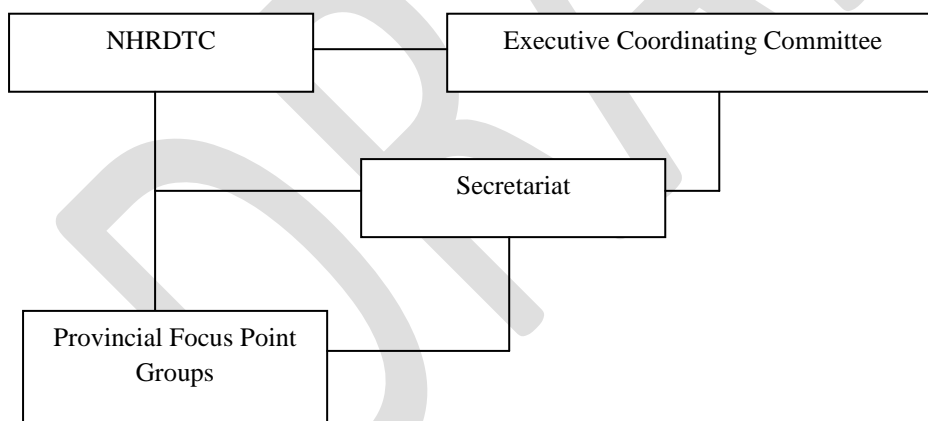 NHRDTC
Executive Coordinating Committee
Secretariat
Provincial Focus Point
Groups